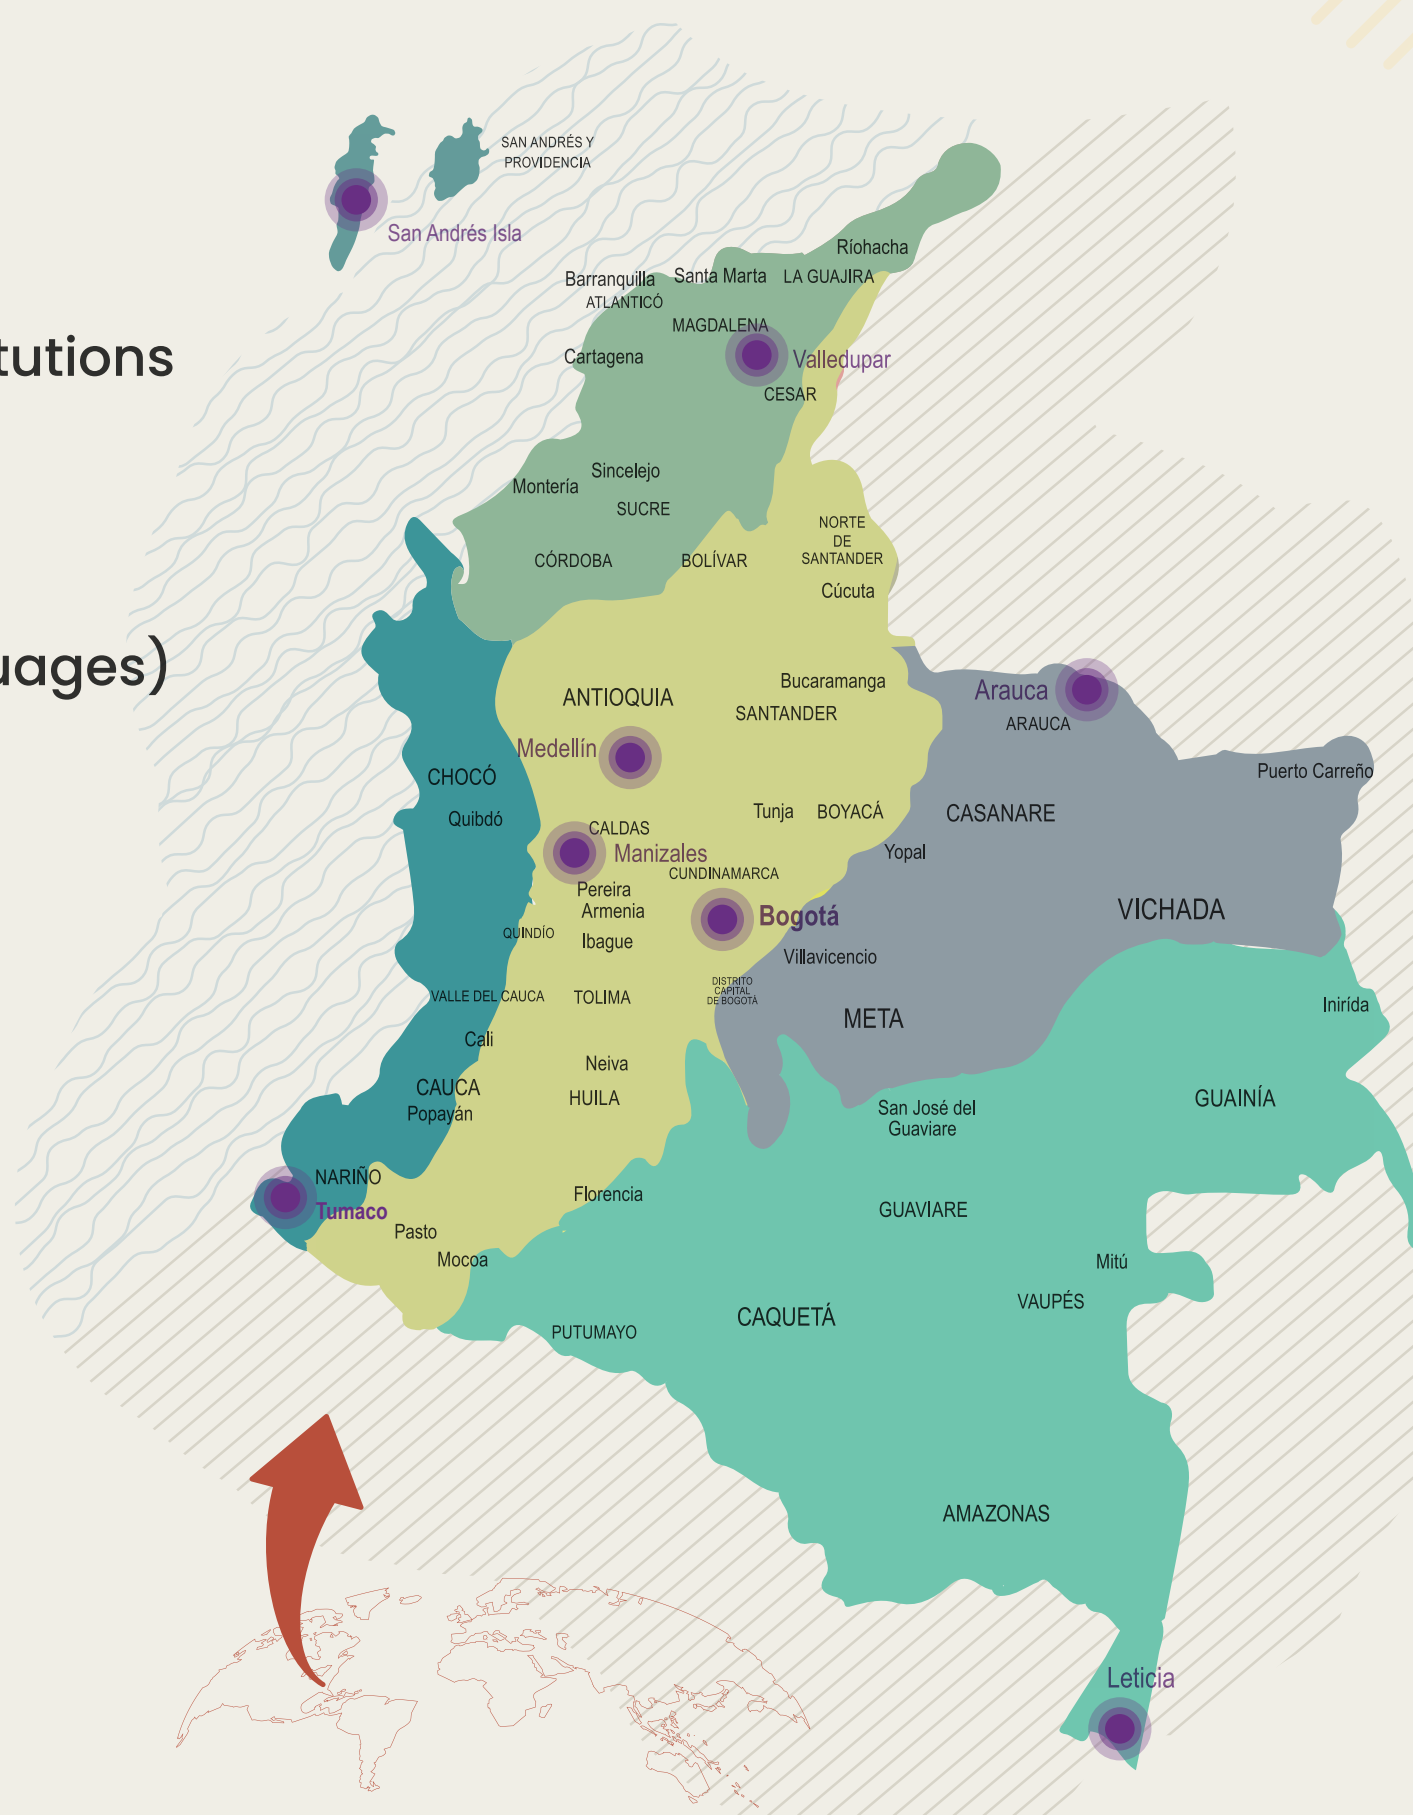 SAN ANDRÉS Y
PROVIDENCIA
San Andrés Isla
Ríohacha
Barranquilla
Santa Marta
LA GUAJIRA
ATLANTICÓ
MAGDALENA
tutions
Cartagena
Valledupar
CESAR
Sincelejo
Montería
SUCRE
NORTE
DE
SANTANDER
CÓRDOBA
BOLÍVAR
Cúcuta
uages)
Bucaramanga
Arauca
ANTIOQUIA
SANTANDER
ARAUCA
Medellín
CHOCÓ
Puerto Carreño
Quibdó
Tunja
BOYACÁ
CASANARE
CALDAS
Manizales
Yopal
CUNDINAMARCA
Pereira
Armenia
Bogotá
VICHADA
QUINDÍO
Ibague
Villavicencio
DISTRITO
CAPITAL
DE BOGOTÁ
VALLE DEL CAUCA
TOLIMA
Inirída
META
Cali
Neiva
CAUCA
HUILA
GUAINÍA
Popayán
San José del
Guaviare
NARIÑO
Florencia
Tumaco
GUAVIARE
Pasto
Mocoa
Mitú
VAUPÉS
CAQUETÁ
PUTUMAYO
AMAZONAS
Leticia